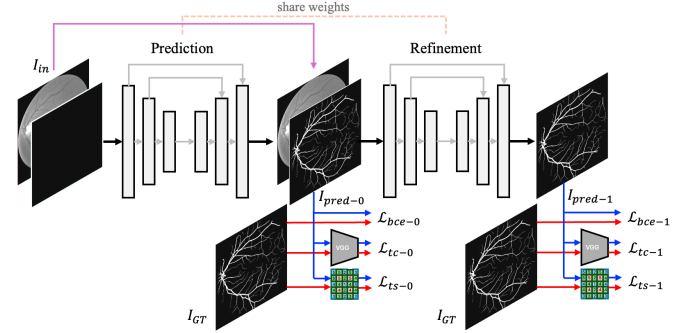 share weights
Prediction
Refinement
I_in
I_pred-0
I_pred-1
ℒ_bce-0
ℒ_bce-1
VGG
ℒ_tc-0
VGG
ℒ_tc-1
ℒ_ts-0
ℒ_ts-1
I_GT
I_GT